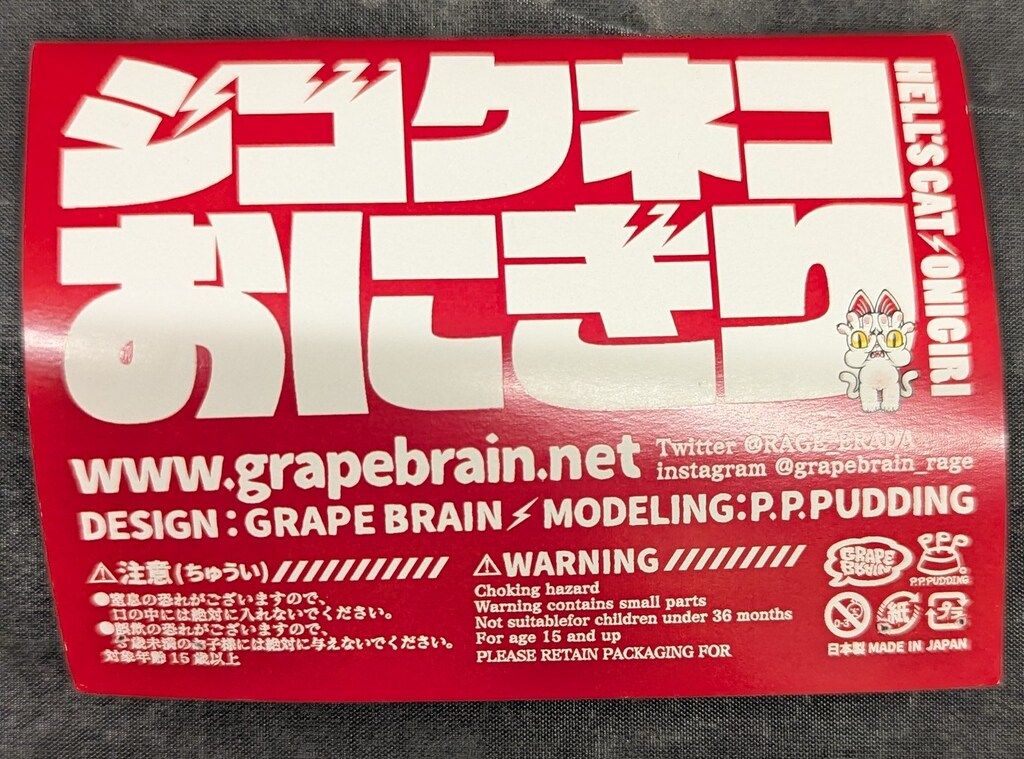 ジゴクネコ
おにぎり
HELL'S CAT ONIGIRI
www.grapebrain.net
Twitter @RAGE_ERADA
instagram @grapebrain_rage
DESIGN:GRAPE BRAIN MODELING:P.P.PUDDING
注意(ちゅうい)
●窒息の恐れがございますので、
口の中には絶対に入れないでください。
●誤飲の恐れがございますので、
3歳未満のお子様には絶対に与えないでください。
対象年齢15歳以上
WARNING
Choking hazard
Warning contains small parts
Not suitablefor children under 36 months
For age 15 and up
PLEASE RETAIN PACKAGING FOR
GRAPE BRAIN
P.P.PUDDING
0-3
紙
プラ
日本製 MADE IN JAPAN